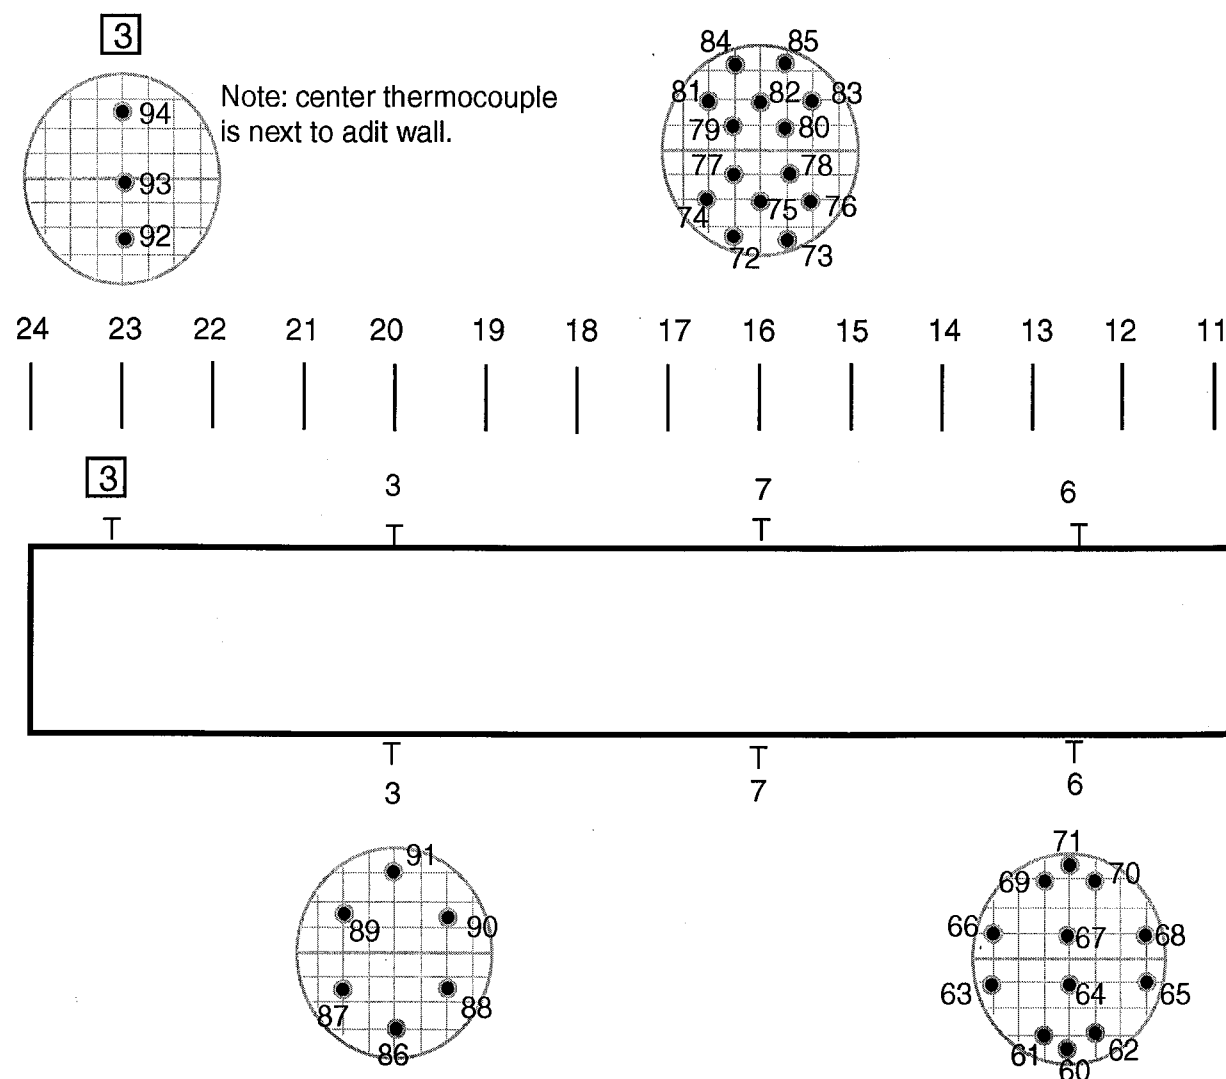 3
84 85
94
Note: center thermocouple
is next to adit wall.
81 82 83
79 80
93
77 78
92
74 75 76
72 73
24 23 22 21 20 19 18 17 16 15 14 13 12 11
3 3 7 6
T T T T
T T T
3 7 6
91
71
69 70
89 90
66 67 68
87 88
63 64 65
86
61 62
60